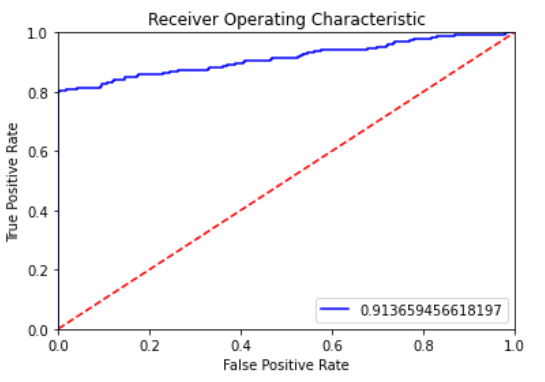 Receiver Operating Characteristic
1.0
0.8
0.6
0.4
0.2
0.0
True Positive Rate
0.913659456618197
0.0 0.2 0.4 0.6 0.8 1.0
False Positive Rate